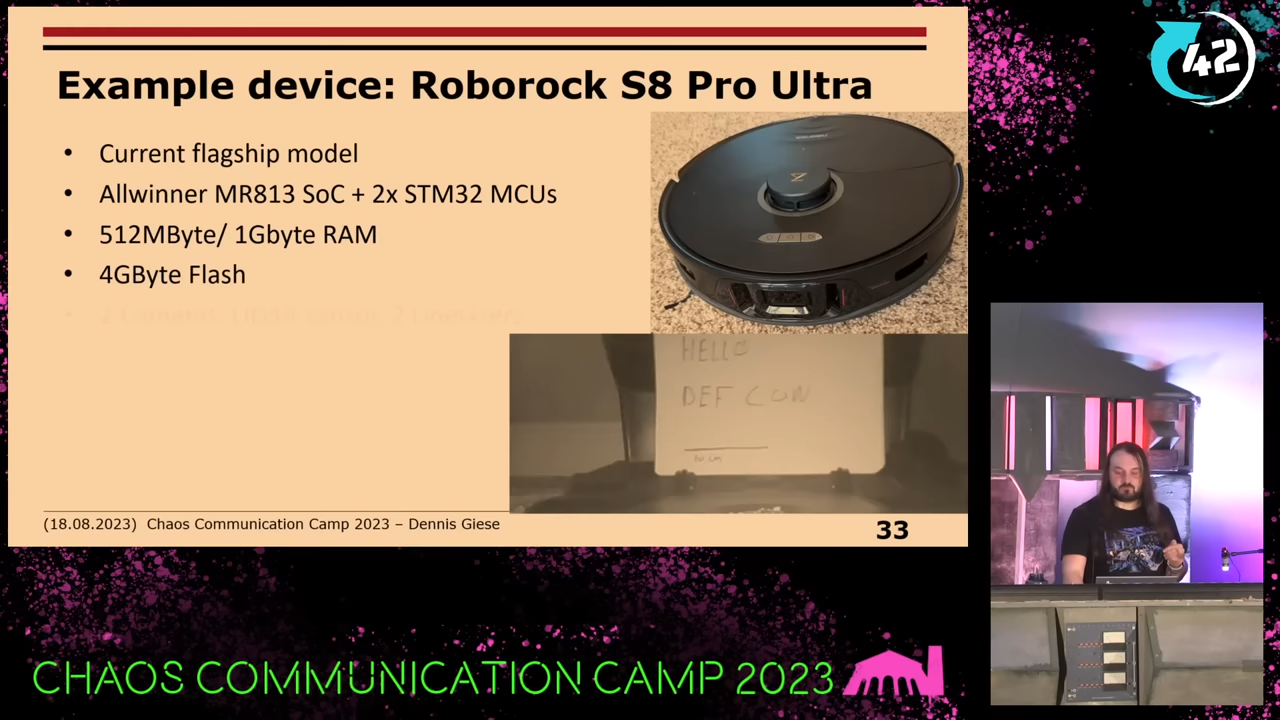 Example device: Roborock S8 Pro Ultra
• Current flagship model
• Allwinner MR813 SoC + 2x STM32 MCUs
• 512MByte/ 1Gbyte RAM
• 4GByte Flash
HELLO
DEF CON
10 cm
(18.08.2023) Chaos Communication Camp 2023 – Dennis Giese
33
42
CHAOS COMMUNICATION CAMP 2023